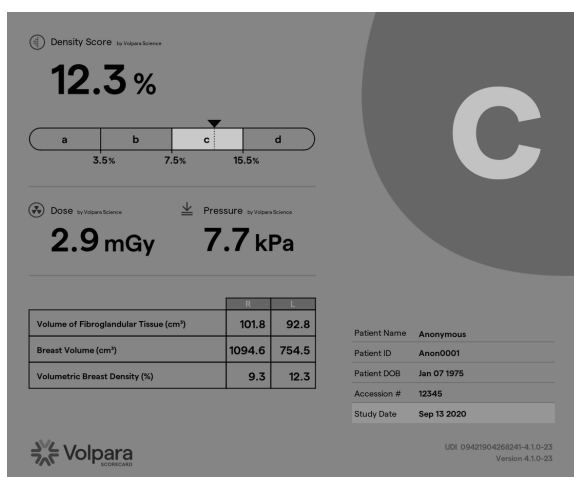 Density Score by Volpara Science
12.3 %
C
a b c d
3.5% 7.5% 15.5%
Dose by Volpara Science
2.9 mGy
Pressure by Volpara Science
7.7 kPa
R L
Volume of Fibroglandular Tissue (cm³) 101.8 92.8
Breast Volume (cm³) 1094.6 754.5
Volumetric Breast Density (%) 9.3 12.3
Patient Name Anonymous
Patient ID Anon0001
Patient DOB Jan 07 1975
Accession # 12345
Study Date Sep 13 2020
Volpara
SCORECARD
UDI 09421904268241-4.1.0-23
Version 4.1.0-23